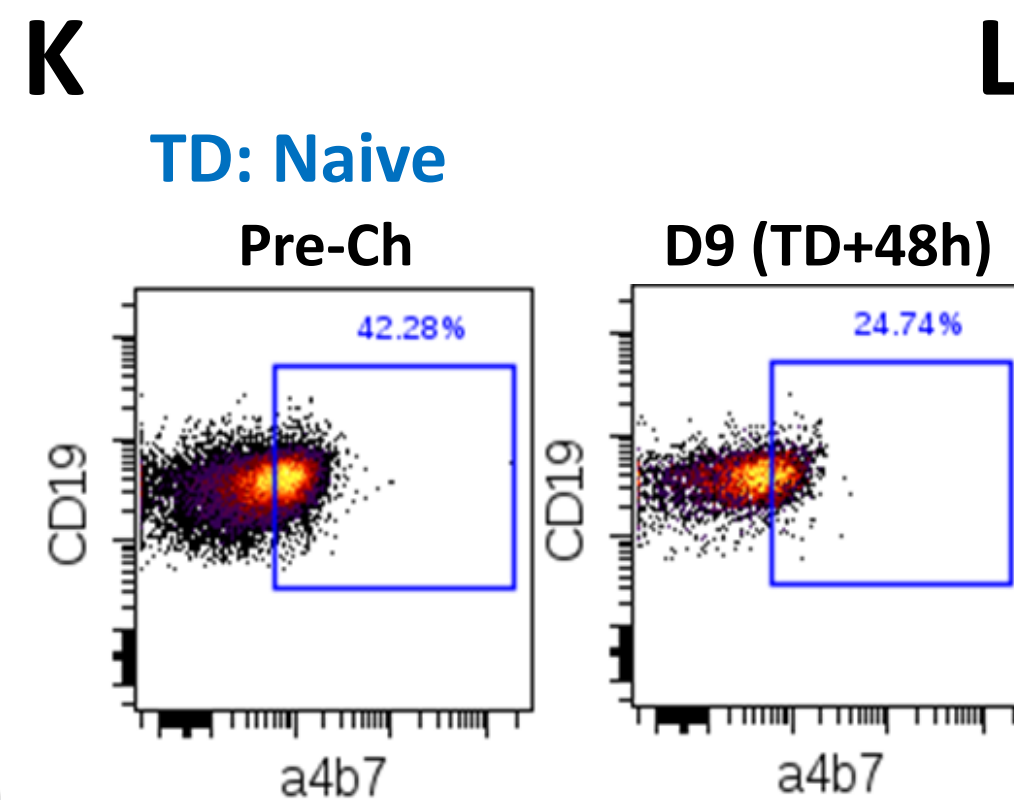 K
L
TD: Naive
Pre-Ch
D9 (TD+48h)
42.28%
24.74%
CD19
CD19
a4b7
a4b7